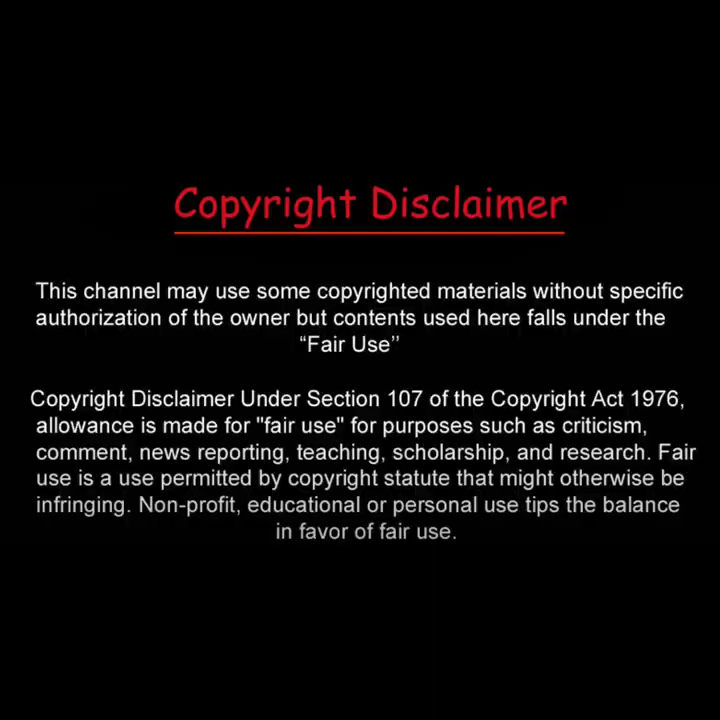 Copyright Disclaimer
This channel may use some copyrighted materials without specific
authorization of the owner but contents used here falls under the
“Fair Use’’
Copyright Disclaimer Under Section 107 of the Copyright Act 1976,
allowance is made for "fair use" for purposes such as criticism,
comment, news reporting, teaching, scholarship, and research. Fair
use is a use permitted by copyright statute that might otherwise be
infringing. Non-profit, educational or personal use tips the balance
in favor of fair use.